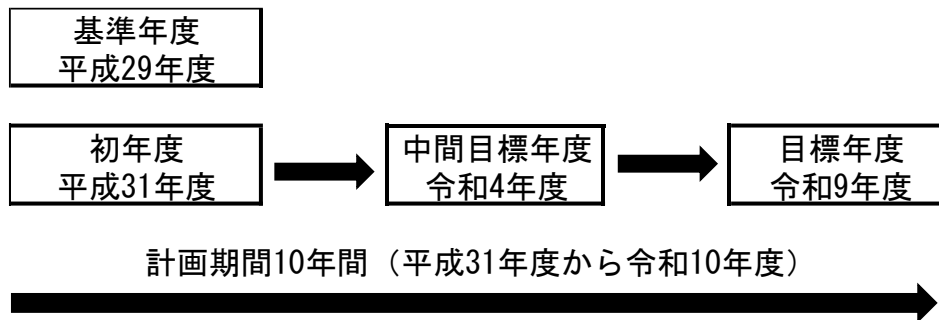 基準年度
平成29年度
初年度
平成31年度
中間目標年度
令和4年度
目標年度
令和9年度
計画期間10年間（平成31年度から令和10年度）